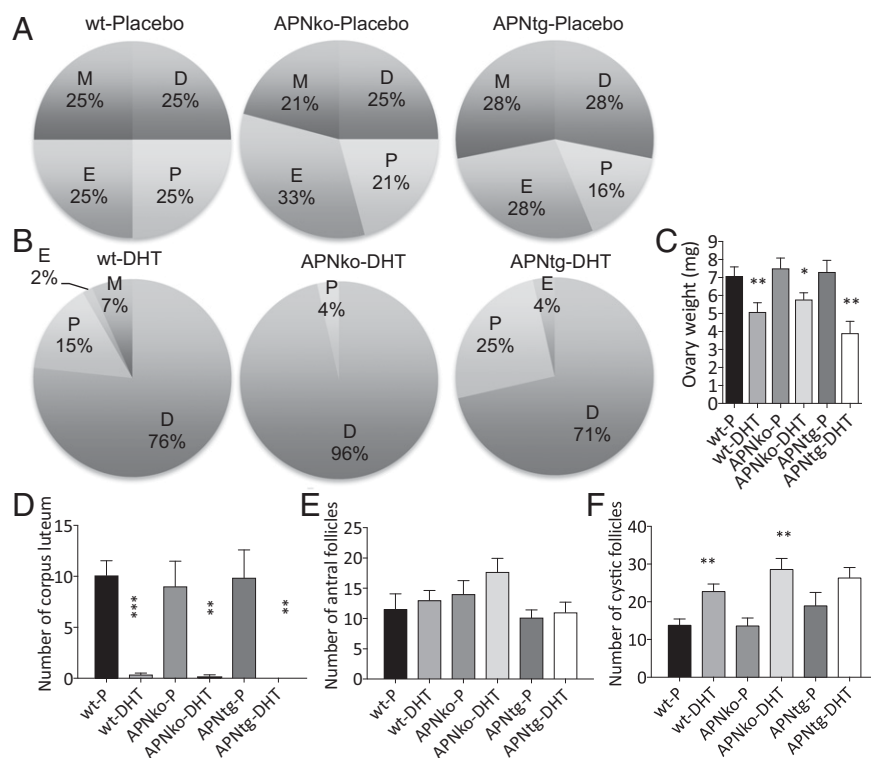 A
wt-Placebo
M
25%
D
25%
E
25%
P
25%
APNko-Placebo
M
21%
D
25%
E
33%
P
21%
APNtg-Placebo
M
28%
D
28%
E
28%
P
16%
B
wt-DHT
E
2%
M
7%
P
15%
D
76%
APNko-DHT
P
4%
D
96%
APNtg-DHT
E
4%
P
25%
D
71%
C
Ovary weight (mg)
9
8
7
6
5
4
3
2
1
0
**
*
**
wt-P
wt-DHT
APNko-P
APNko-DHT
APNtg-P
APNtg-DHT
D
Number of corpus luteum
15
10
5
0
***
**
**
wt-P
wt-DHT
APNko-P
APNko-DHT
APNtg-P
APNtg-DHT
E
Number of antral follicles
25
20
15
10
5
0
wt-P
wt-DHT
APNko-P
APNko-DHT
APNtg-P
APNtg-DHT
F
Number of cystic follicles
40
30
20
10
0
**
**
wt-P
wt-DHT
APNko-P
APNko-DHT
APNtg-P
APNtg-DHT